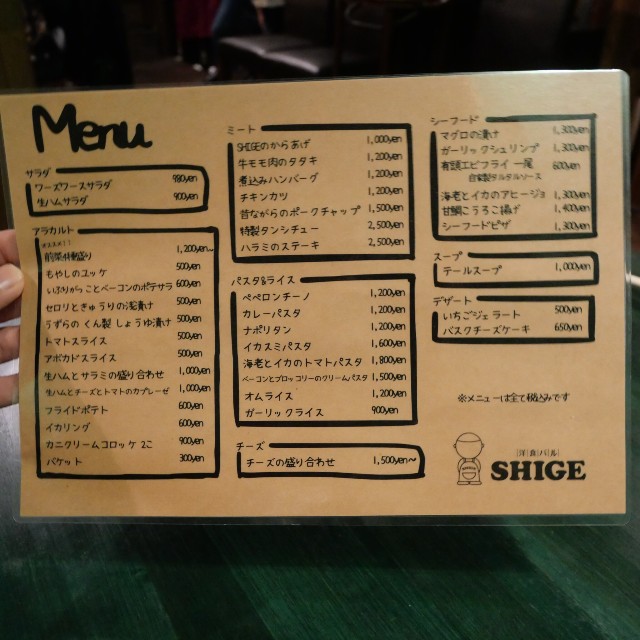 Menu
サラダ
ワーズワースサラダ 980yen
生ハムサラダ 900yen
アラカルト
オススメ!!
前菜4種盛り 1,200yen~
もやしのユッケ 500yen
いぶりがっことベーコンのポテサラ 600yen
セロリときゅうりの浅漬け 500yen
うずらのくん製しょうゆ漬け 500yen
トマトスライス 500yen
アボカドスライス 500yen
生ハムとサラミの盛り合わせ 1,000yen
生ハムとチーズとトマトのカプレーゼ 1,000yen
フライドポテト 600yen
イカリング 600yen
カニクリームコロッケ 2コ 900yen
バケット 300yen
ミート
SHIGEのからあげ 1,000yen
牛モモ肉のタタキ 1,200yen
煮込みハンバーグ 1,200yen
チキンカツ 1,200yen
昔ながらのポークチャップ 1,500yen
特製タンシチュー 2,500yen
ハラミのステーキ 2,500yen
パスタ&ライス
ペペロンチーノ 1,200yen
カレーパスタ 1,200yen
ナポリタン 1,200yen
イカスミパスタ 1,600yen
海老とイカのトマトパスタ 1,800yen
ベーコンとブロッコリーのクリームパスタ 1,500yen
オムライス 1,200yen
ガーリックライス 900yen
チーズ
チーズの盛り合わせ 1,500yen~
シーフード
マグロの漬け 1,300yen
ガーリックシュリンプ 1,300yen
有頭エビフライ 一尾 600yen
自家製タルタルソース
海老とイカのアヒージョ 1,300yen
甘鯛こうろこ揚げ 1,400yen
シーフードピザ 1,300yen
スープ
テールスープ 1,000yen
デザート
いちごジェラート 500yen
バスクチーズケーキ 650yen
※メニューは全て税込みです
洋食バル
SHIGE